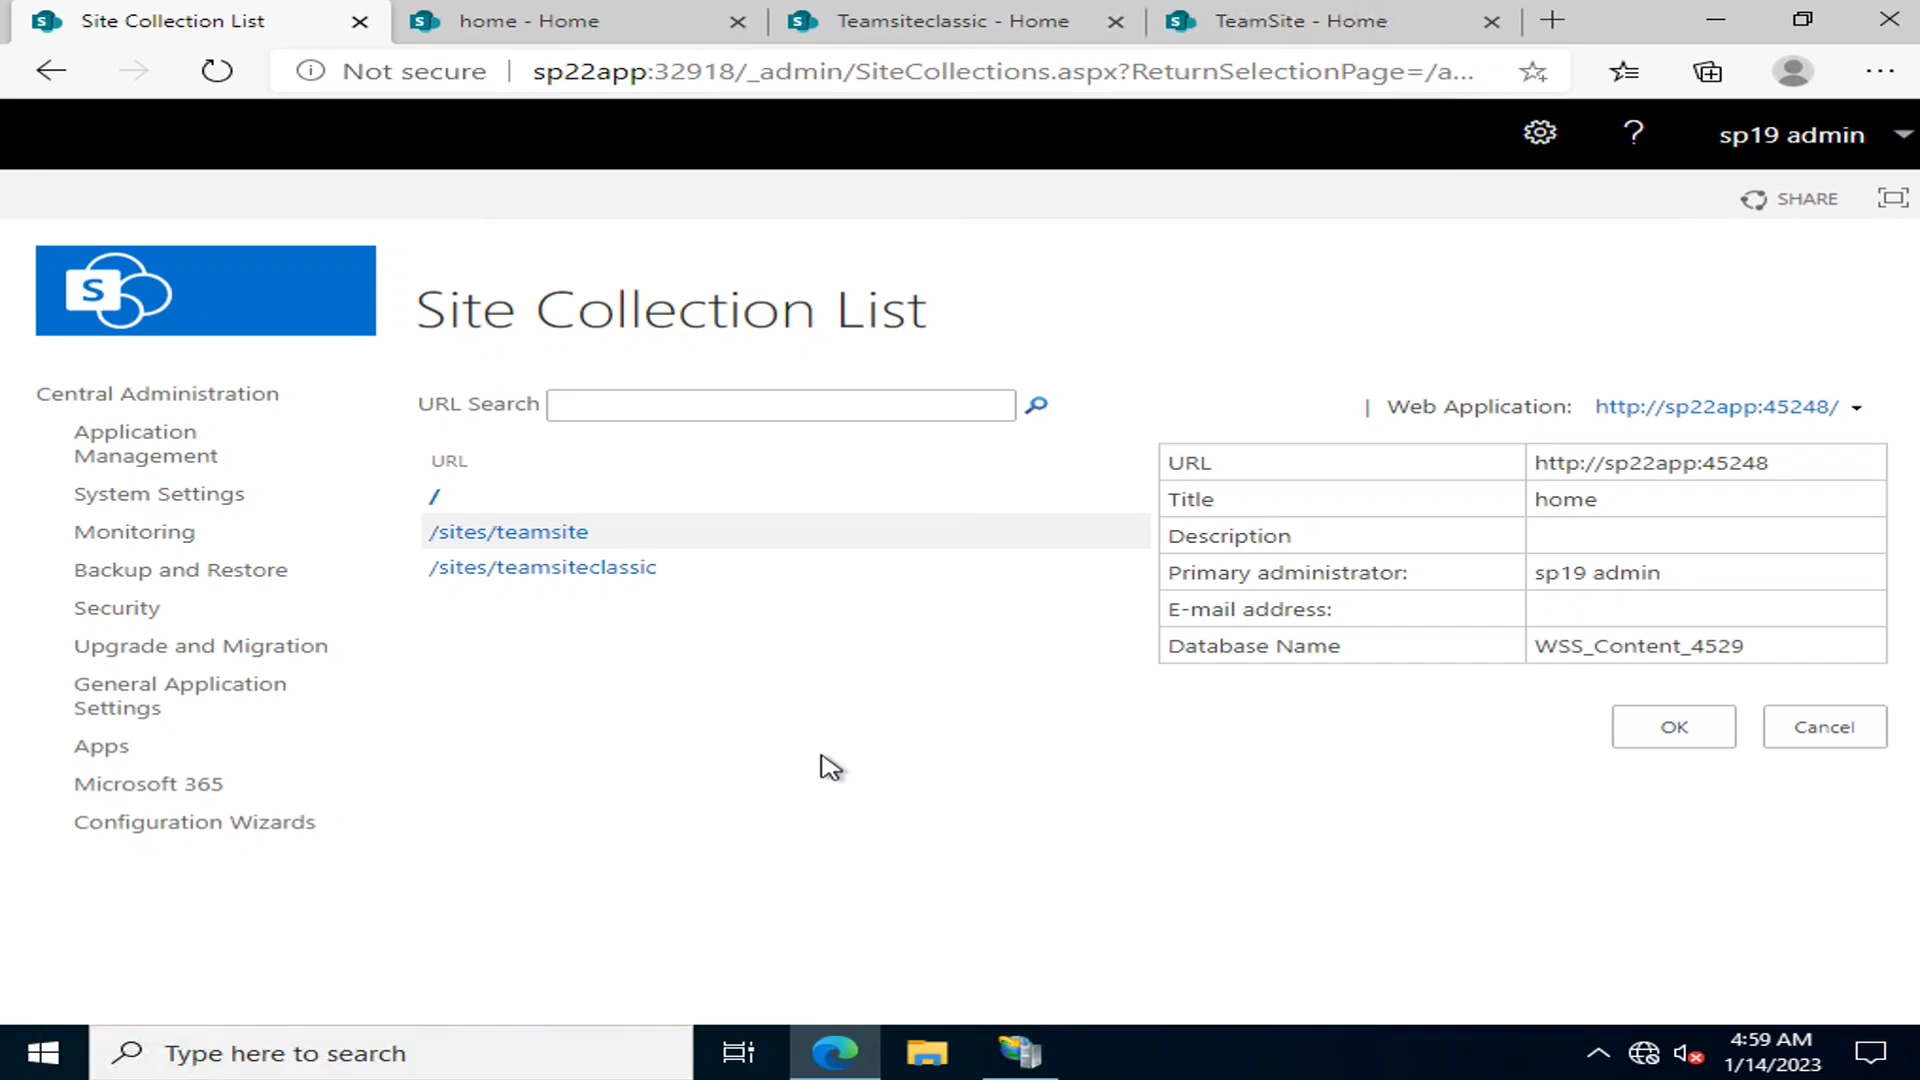 Site Collection List
home - Home
Teamsiteclassic - Home
TeamSite - Home
Not secure | sp22app:32918/_admin/SiteCollections.aspx?ReturnSelectionPage=/a...
? sp19 admin
SHARE
S
Site Collection List
Central Administration
Application
Management
System Settings
Monitoring
Backup and Restore
Security
Upgrade and Migration
General Application
Settings
Apps
Microsoft 365
Configuration Wizards
URL Search
| Web Application: http://sp22app:45248/
URL
/
/sites/teamsite
/sites/teamsiteclassic
URL http://sp22app:45248
Title home
Description
Primary administrator: sp19 admin
E-mail address:
Database Name WSS_Content_4529
OK Cancel
Type here to search
4:59 AM
1/14/2023